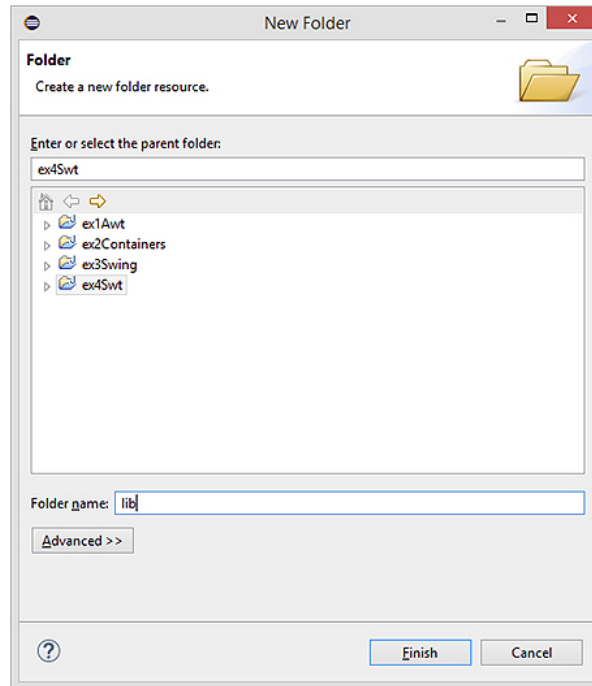 New Folder
Folder
Create a new folder resource.
Enter or select the parent folder:
ex4Swt
ex1Awt
ex2Containers
ex3Swing
ex4Swt
Folder name: lib
Advanced >>
Finish Cancel